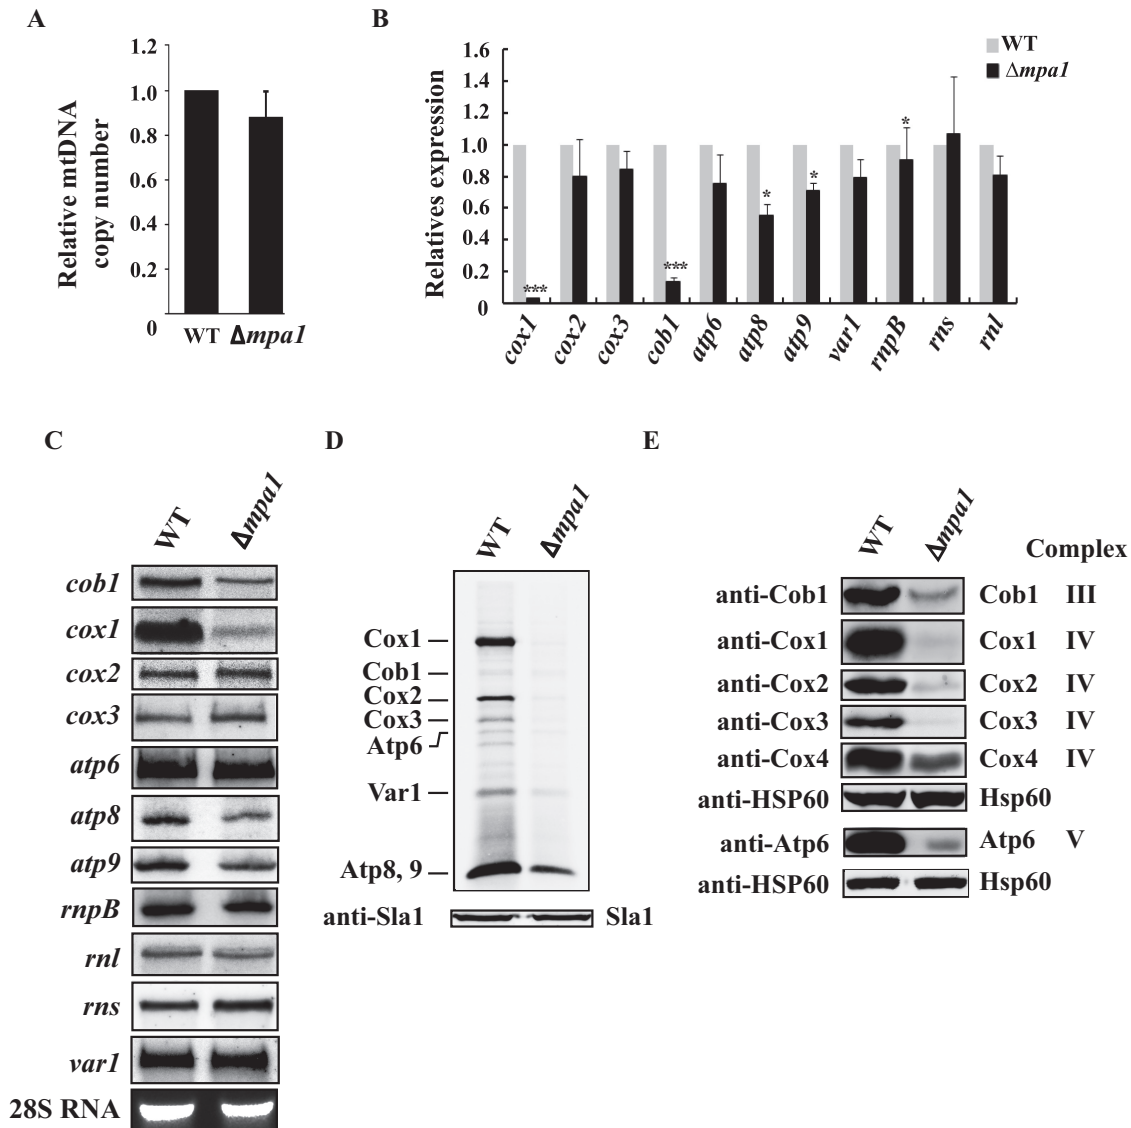 A
Relative mtDNA
copy number
1.2
1.0
0.8
0.6
0.4
0.2
0
WT Δmpa1
B
Relatives expression
1.6
1.4
1.2
1.0
0.8
0.6
0.4
0.2
0
WT
Δmpa1
*** *** * * *
cox1 cox2 cox3 cob1 atp6 atp8 atp9 var1 rnpB rns rnl
C
WT Δmpa1
cob1
cox1
cox2
cox3
atp6
atp8
atp9
rnpB
rnl
rns
var1
28S RNA
D
WT Δmpa1
Cox1
Cob1
Cox2
Cox3
Atp6
Var1
Atp8, 9
anti-Sla1 Sla1
E
WT Δmpa1 Complex
anti-Cob1 Cob1 III
anti-Cox1 Cox1 IV
anti-Cox2 Cox2 IV
anti-Cox3 Cox3 IV
anti-Cox4 Cox4 IV
anti-HSP60 Hsp60
anti-Atp6 Atp6 V
anti-HSP60 Hsp60